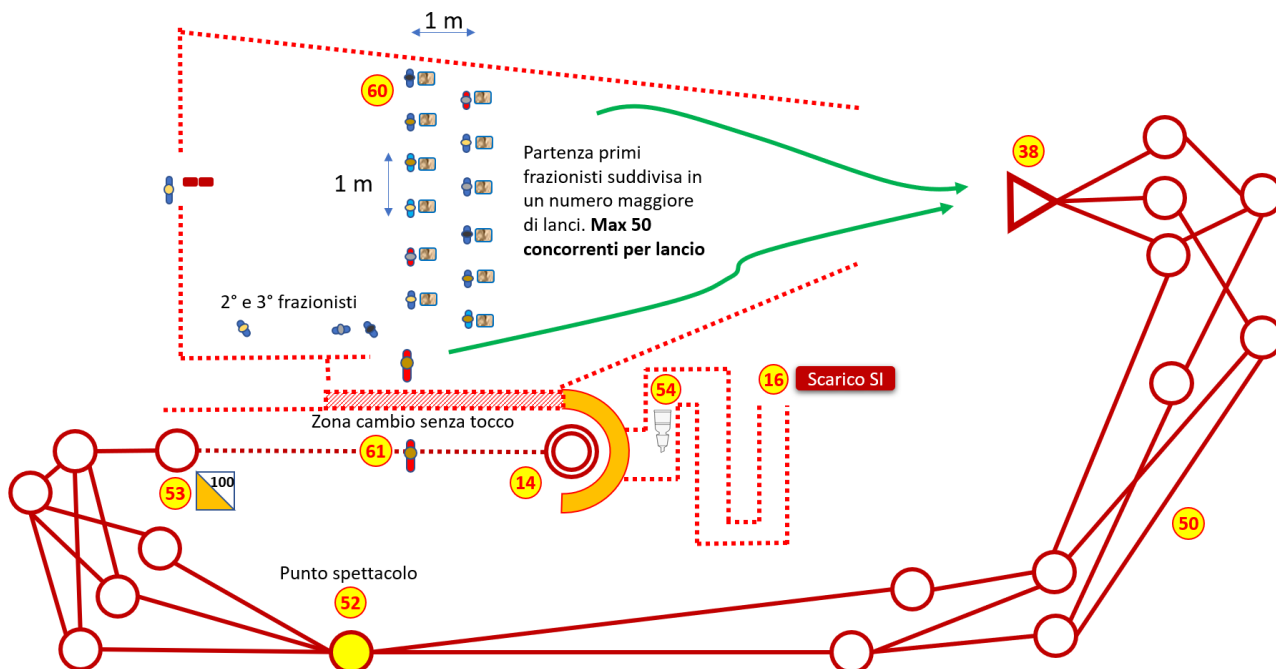 1 m
60
38
1 m
Partenza primi
frazionisti suddivisa in
un numero maggiore
di lanci. Max 50
concorrenti per lancio
2° e 3° frazionisti
54
16
Scarico SI
Zona cambio senza tocco
61
14
53
100
50
Punto spettacolo
52